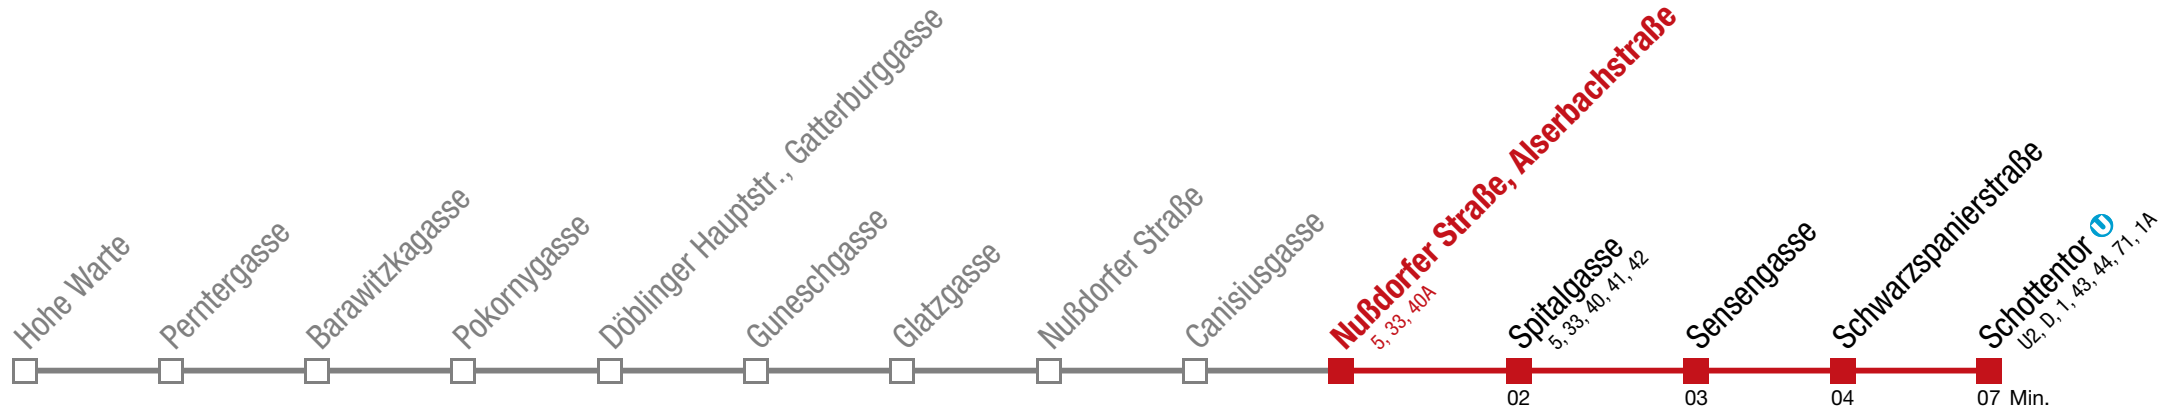 Hohe Warte
Perntergasse
Barawitzkagasse
Pokornygasse
Döblinger Hauptstr., Gatterburggasse
Guneschgasse
Glatzgasse
Nußdorfer Straße
Canisiusgasse
Nußdorfer Straße, Alserbachstraße
5, 33, 40A
Spitalgasse
5, 33, 40, 41, 42
Sensengasse
Schwarzspanierstraße
Schottentor U
U2, D, 1, 43, 44, 71, 1A
02 03 04 07 Min.